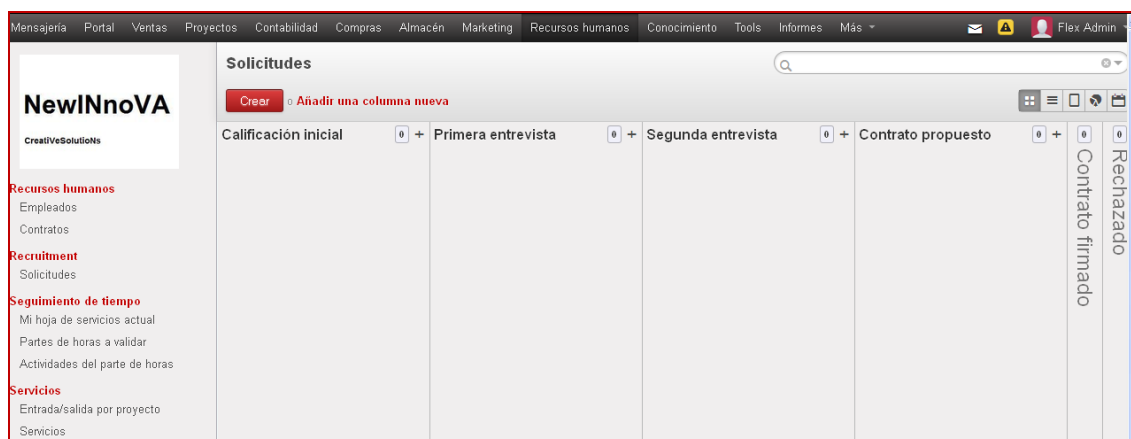 Mensajería Portal Ventas Proyectos Contabilidad Compras Almacén Marketing Recursos humanos Conocimiento Tools Informes Más Flex Admin
NewINnoVA
CreatiVeSolutioNs
Recursos humanos
Empleados
Contratos
Recruitment
Solicitudes
Seguimiento de tiempo
Mi hoja de servicios actual
Partes de horas a validar
Actividades del parte de horas
Servicios
Entrada/salida por proyecto
Servicios
Solicitudes
Crear o Añadir una columna nueva
Calificación inicial 0 +
Primera entrevista 0 +
Segunda entrevista 0 +
Contrato propuesto 0 +
0 Contrato firmado
0 Rechazado